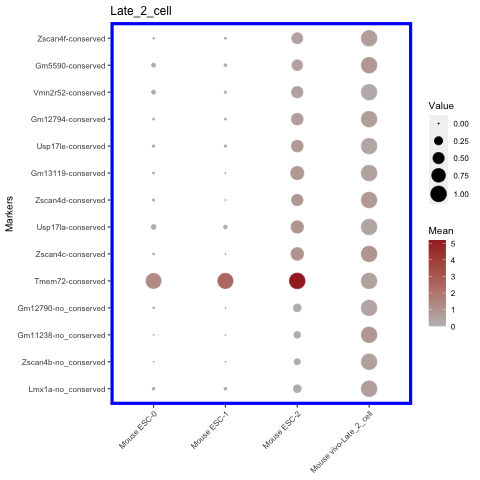 Late_2_cell
Markers
Zscan4f-conserved
Gm5590-conserved
Vmn2r52-conserved
Gm12794-conserved
Usp17le-conserved
Gm13119-conserved
Zscan4d-conserved
Usp17la-conserved
Zscan4c-conserved
Tmem72-conserved
Gm12790-no_conserved
Gm11238-no_conserved
Zscan4b-no_conserved
Lmx1a-no_conserved
Mouse ESC-0
Mouse ESC-1
Mouse ESC-2
Mouse vivo-Late_2_cell
Value
0.00
0.25
0.50
0.75
1.00
Mean
5
4
3
2
1
0